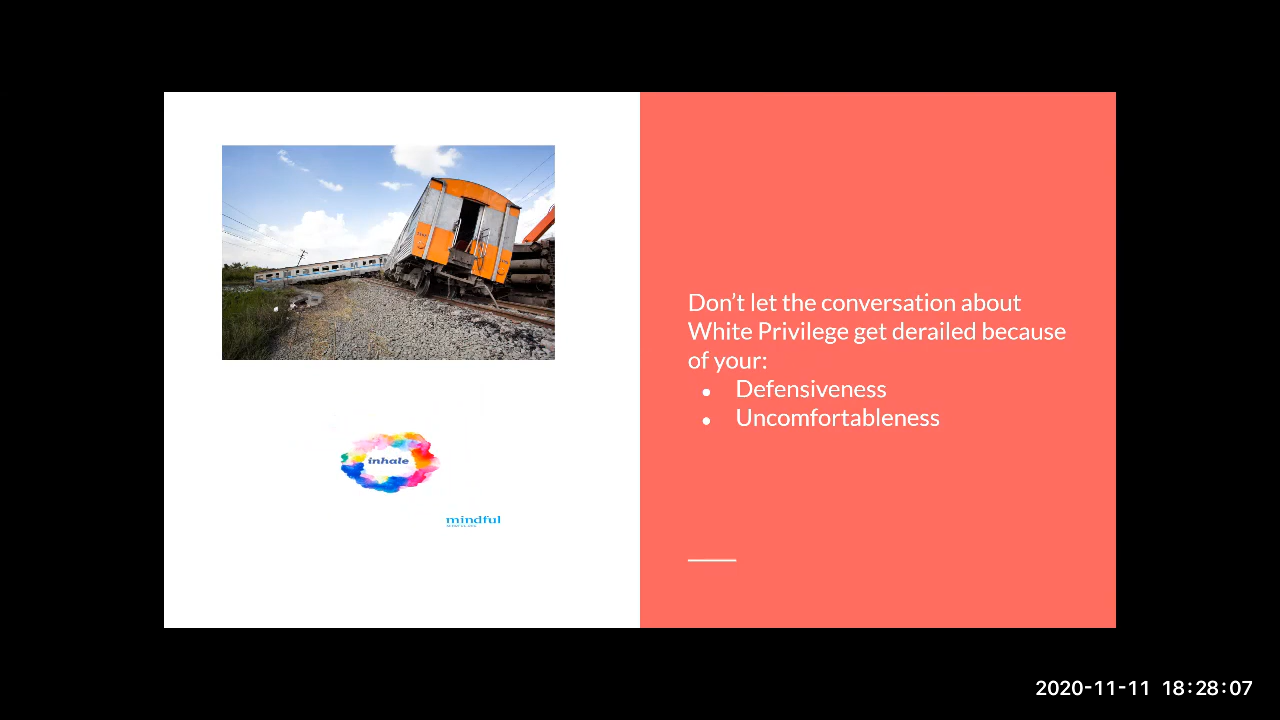 Don't let the conversation about
White Privilege get derailed because
of your:
● Defensiveness
● Uncomfortableness
inhale
mindful
2020-11-11 18:28:07